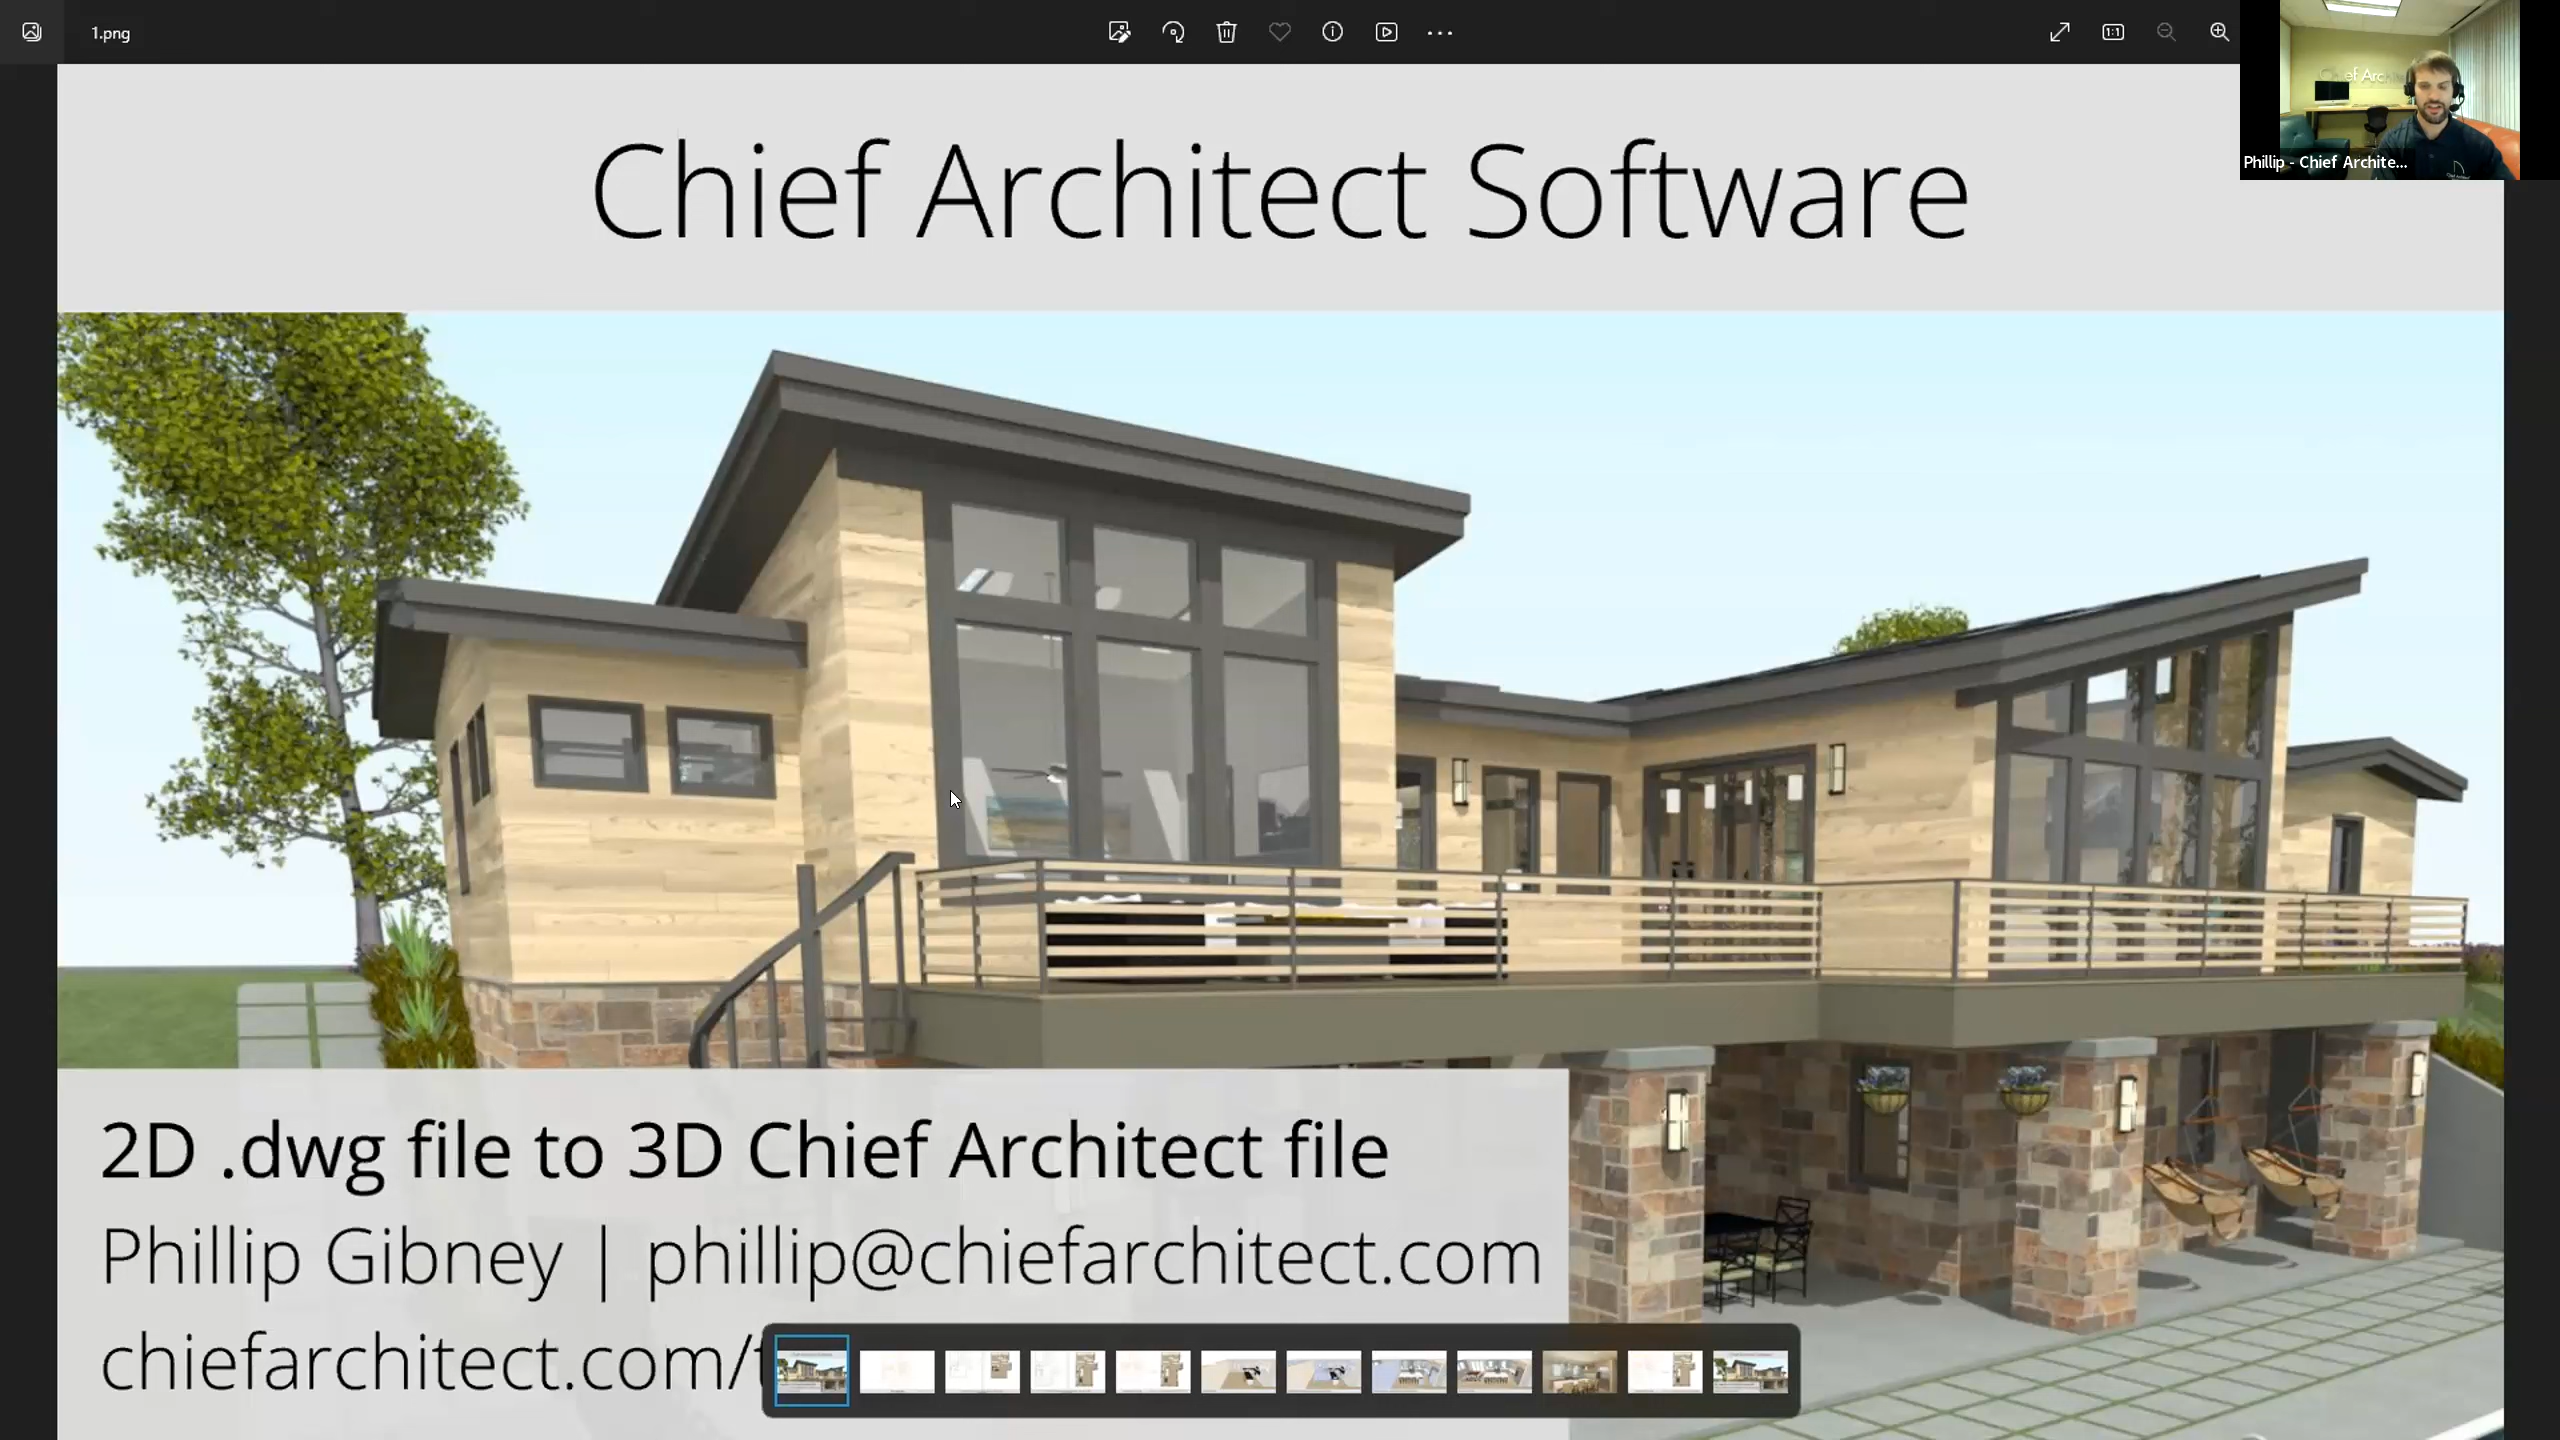 1.png
Phillip - Chief Archite...
Chief Architect Software
2D .dwg file to 3D Chief Architect file
Phillip Gibney | phillip@chiefarchitect.com
chiefarchitect.com/